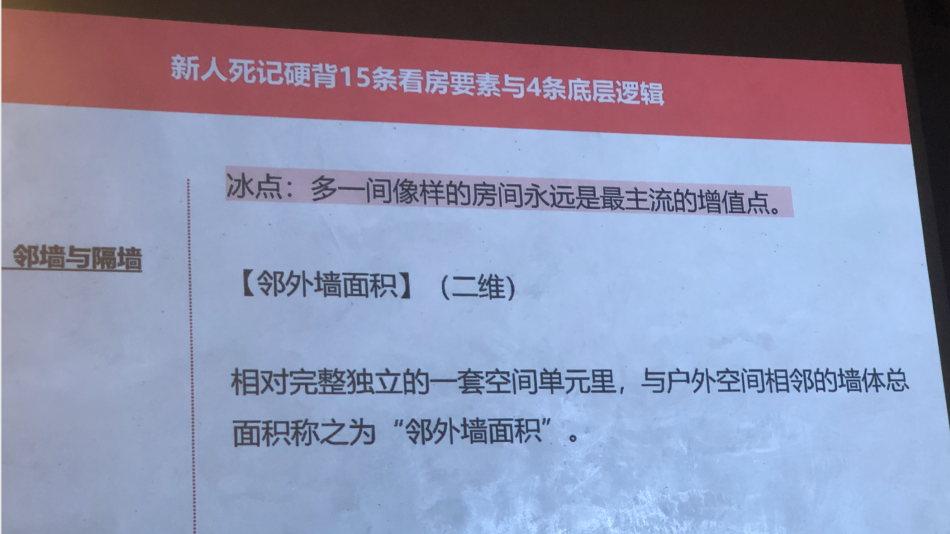 新人死记硬背15条看房要素与4条底层逻辑
冰点：多一间像样的房间永远是最主流的增值点。
邻墙与隔墙
【邻外墙面积】（二维）
相对完整独立的一套空间单元里，与户外空间相邻的墙体总
面积称之为“邻外墙面积”。